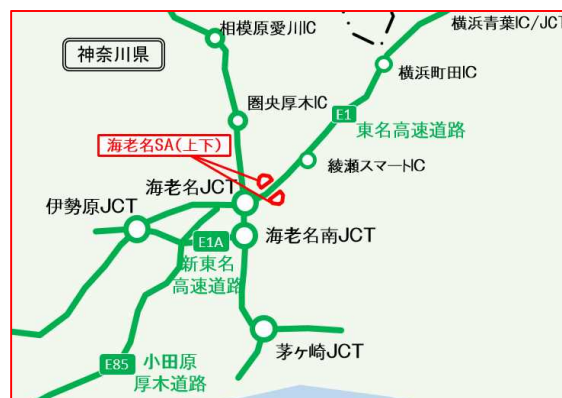 相模原愛川IC
横浜青葉IC/JCT
神奈川県
横浜町田IC
圏央厚木IC
E1
東名高速道路
海老名SA(上下)
綾瀬スマートIC
海老名JCT
伊勢原JCT
海老名南JCT
E1A
新東名
高速道路
茅ヶ崎JCT
E85
小田原
厚木道路